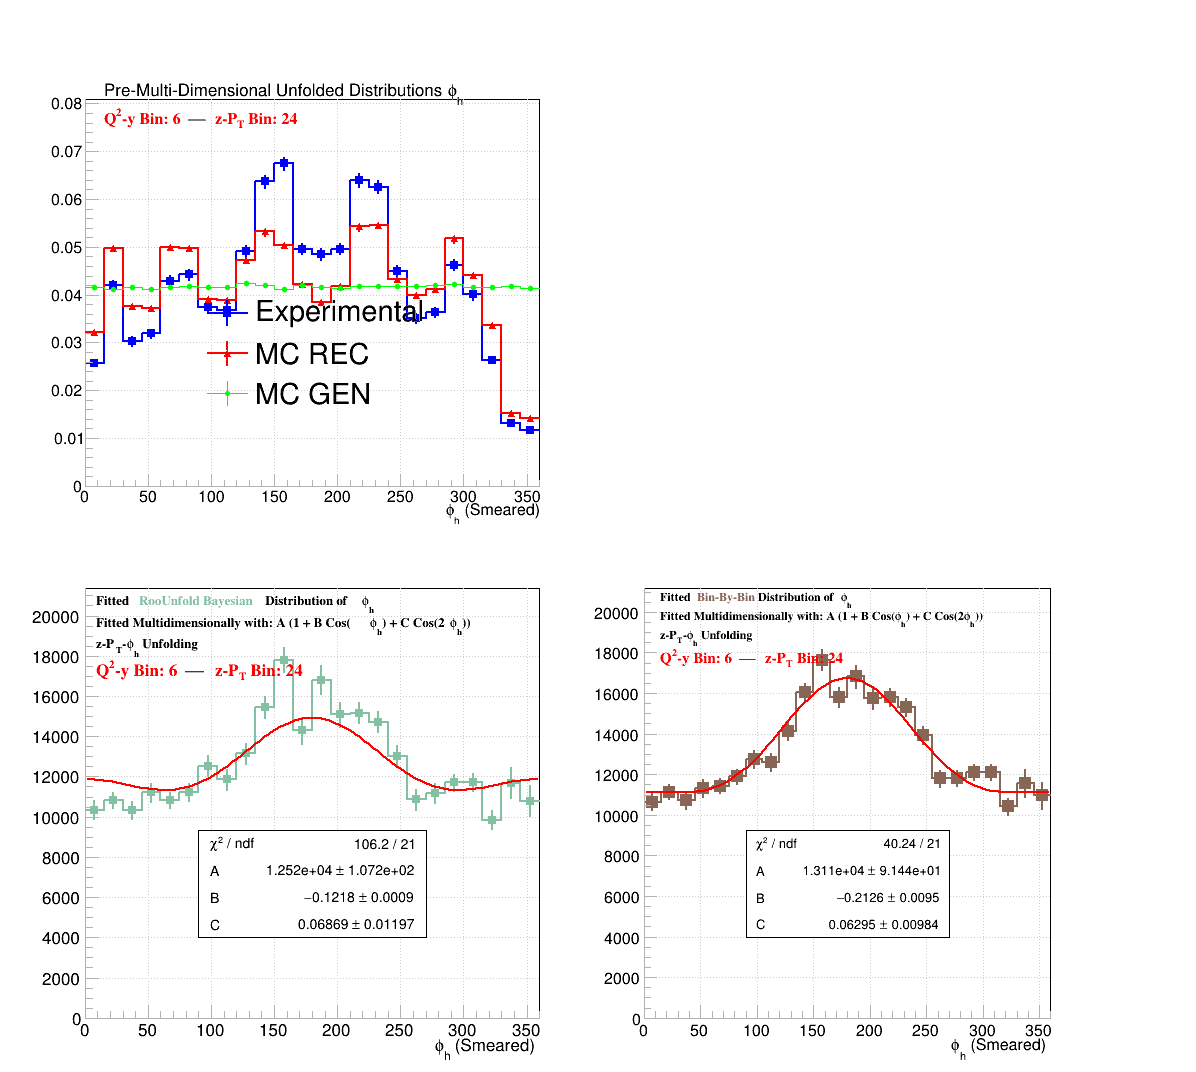 Pre-Multi-Dimensional Unfolded Distributions ϕh
Q2-y Bin: 6 — z-PT Bin: 24
0.08
0.07
0.06
0.05
0.04
0.03
0.02
0.01
0
Experimental
MC REC
MC GEN
0 50 100 150 200 250 300 350
ϕh (Smeared)
Fitted RooUnfold Bayesian Distribution of ϕh
Fitted Multidimensionally with: A (1 + B Cos( ϕh) + C Cos(2 ϕh))
z-PT-ϕh Unfolding
Q2-y Bin: 6 — z-PT Bin: 24
20000
18000
16000
14000
12000
10000
8000
6000
4000
2000
0
χ2 / ndf 106.2 / 21
A 1.252e+04 ± 1.072e+02
B −0.1218 ± 0.0009
C 0.06869 ± 0.01197
0 50 100 150 200 250 300 350
ϕh (Smeared)
Fitted Bin-By-Bin Distribution of ϕh
Fitted Multidimensionally with: A (1 + B Cos(ϕh) + C Cos(2ϕh))
z-PT-ϕh Unfolding
Q2-y Bin: 6 — z-PT Bin: 24
20000
18000
16000
14000
12000
10000
8000
6000
4000
2000
0
χ2 / ndf 40.24 / 21
A 1.311e+04 ± 9.144e+01
B −0.2126 ± 0.0095
C 0.06295 ± 0.00984
0 50 100 150 200 250 300 350
ϕh (Smeared)